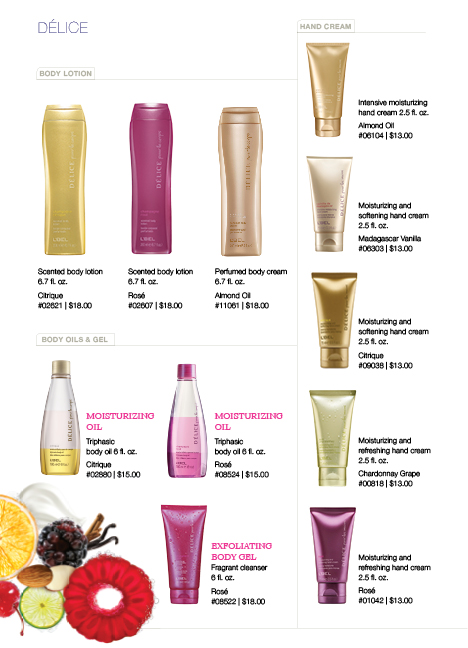 DÉLICE
BODY LOTION
Scented body lotion
6.7 fl. oz.
Citrique
#02621 | $18.00
Scented body lotion
6.7 fl. oz.
Rosé
#02607 | $18.00
Perfumed body cream
6.7 fl. oz.
Almond Oil
#11061 | $18.00
BODY OILS & GEL
MOISTURIZING
OIL
Triphasic
body oil 6 fl. oz.
Citrique
#02880 | $15.00
MOISTURIZING
OIL
Triphasic
body oil 6 fl. oz.
Rosé
#08524 | $15.00
EXFOLIATING
BODY GEL
Fragrant cleanser
6 fl. oz.
Rosé
#08522 | $18.00
HAND CREAM
Intensive moisturizing
hand cream 2.5 fl. oz.
Almond Oil
#06104 | $13.00
Moisturizing and
softening hand cream
2.5 fl. oz.
Madagascar Vanilla
#06303 | $13.00
Moisturizing and
softening hand cream
2.5 fl. oz.
Citrique
#09038 | $13.00
Moisturizing and
refreshing hand cream
2.5 fl. oz.
Chardonnay Grape
#00818 | $13.00
Moisturizing and
refreshing hand cream
2.5 fl. oz.
Rosé
#01042 | $13.00